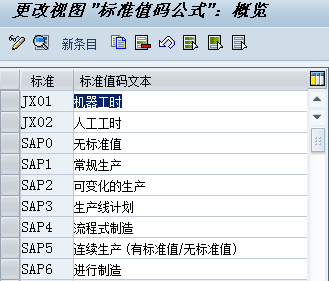 更改视图"标准值码公式": 概览
新条目
标准 标准值码文本
JX01 机器工时
JX02 人工工时
SAP0 无标准值
SAP1 常规生产
SAP2 可变化的生产
SAP3 生产线计划
SAP4 流程式制造
SAP5 连续生产(有标准值/无标准值)
SAP6 进行制造